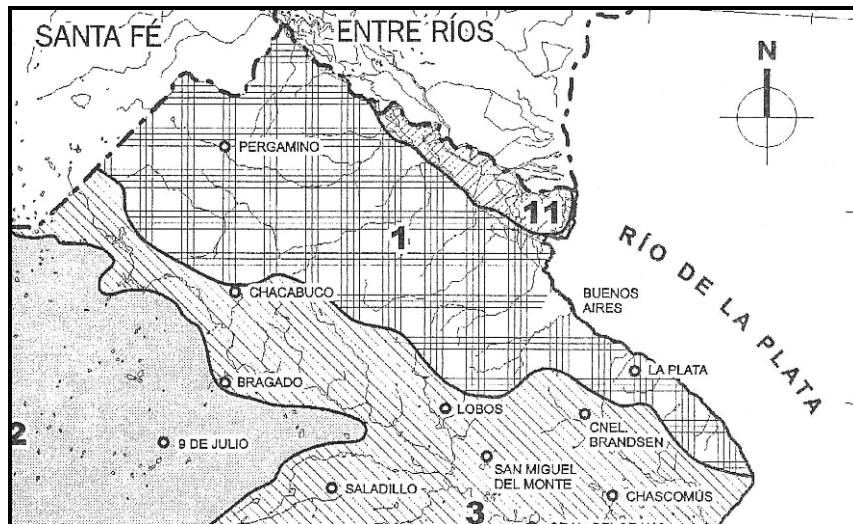 SANTA FÉ
ENTRE RÍOS
N
PERGAMINO
11
1
RÍO DE LA PLATA
CHACABUCO
BUENOS
AIRES
LA PLATA
BRAGADO
LOBOS
CNEL.
BRANDSEN
2
9 DE JULIO
SAN MIGUEL
DEL MONTE
SALADILLO
3
CHASCOMÚS